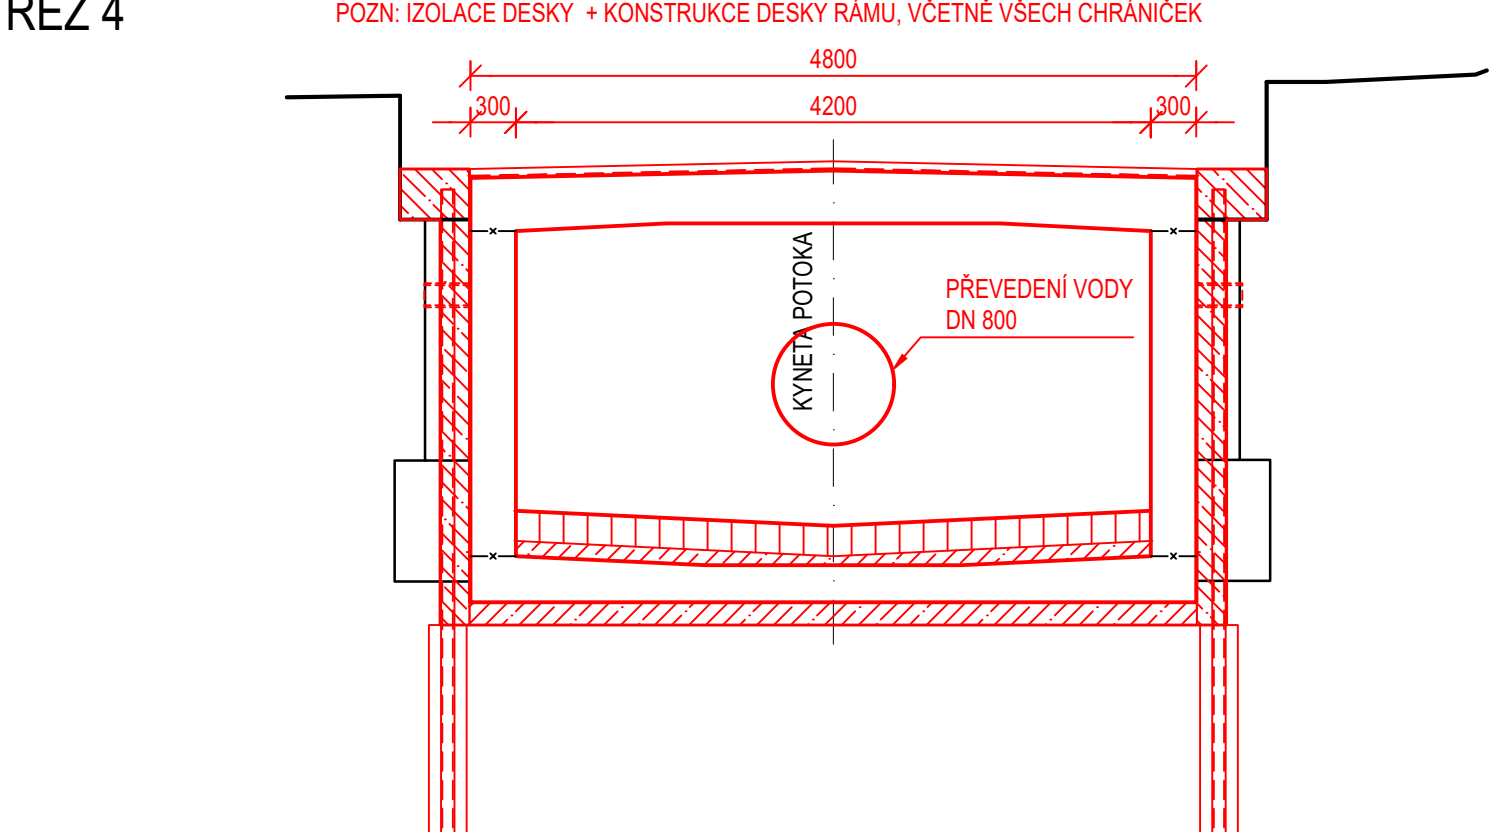 ŘEZ 4
POZN: IZOLACE DESKY + KONSTRUKCE DESKY RÁMU, VČETNĚ VŠECH CHRÁNIČEK
4800
300
4200
300
KYNETA POTOKA
PŘEVEDENÍ VODY
DN 800